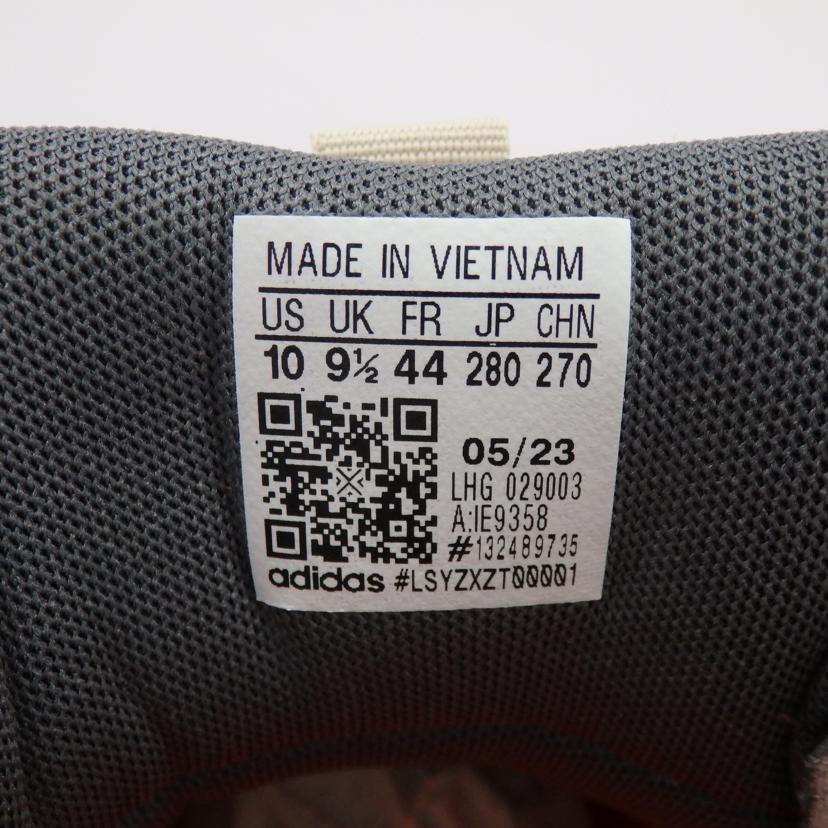 MADE IN VIETNAM
US UK FR JP CHN
10 9½ 44 280 270
05/23
LHG 029003
A:IE9358
#132489735
adidas #LSYZXZT00001